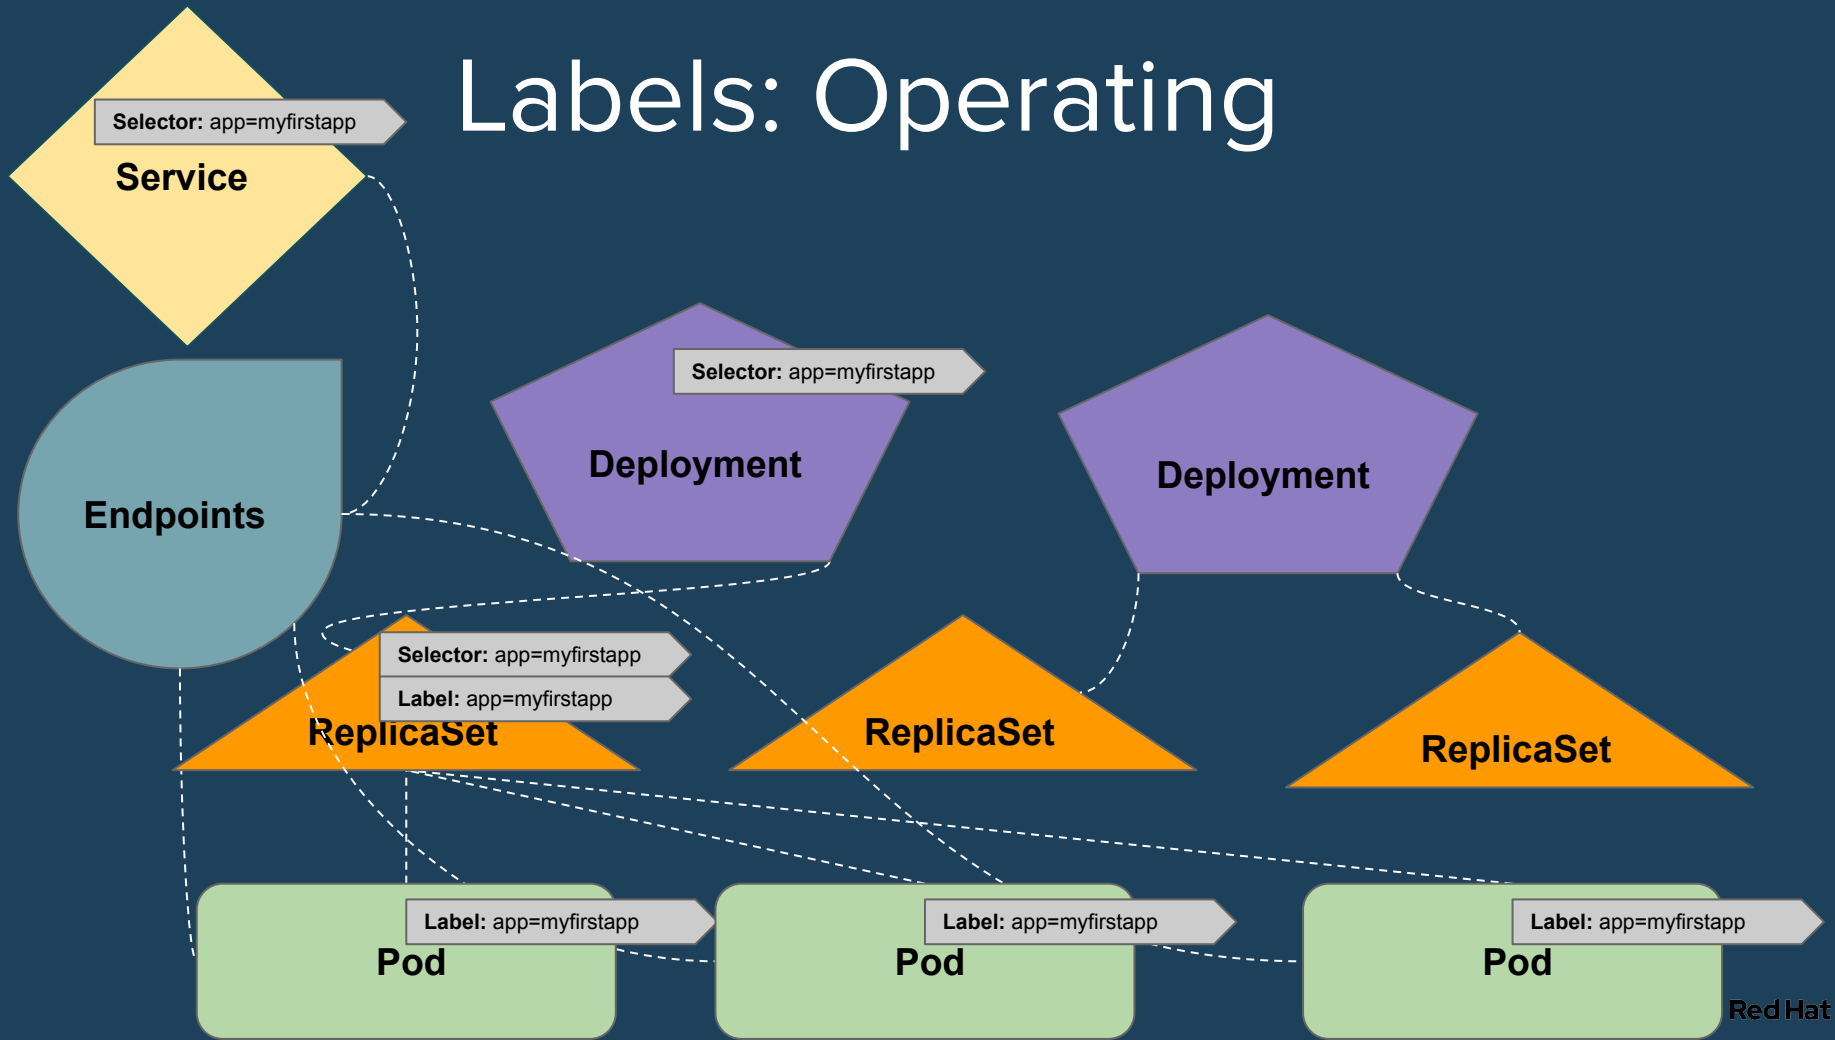 Labels: Operating
Selector: app=myfirstapp
Service
Selector: app=myfirstapp
Deployment
Deployment
Endpoints
Selector: app=myfirstapp
Label: app=myfirstapp
ReplicaSet
ReplicaSet
ReplicaSet
Label: app=myfirstapp
Pod
Label: app=myfirstapp
Pod
Label: app=myfirstapp
Pod
Red Hat